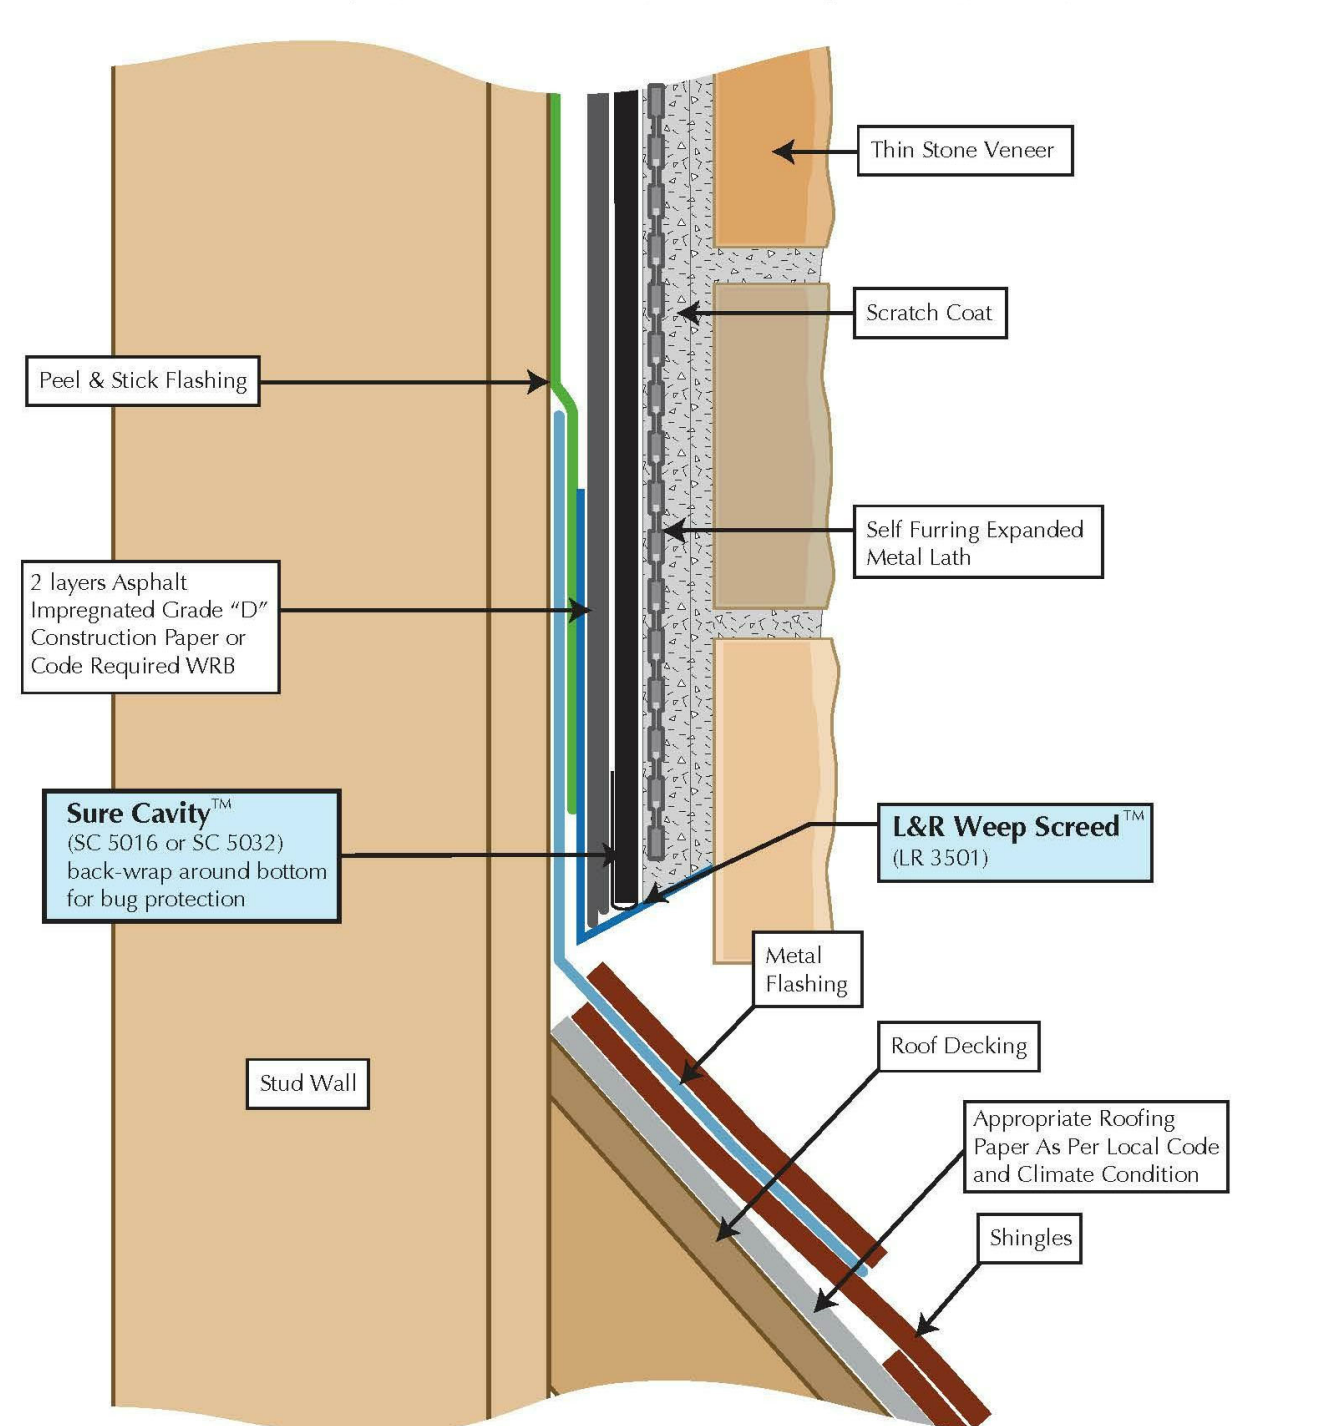 Thin Stone Veneer
Scratch Coat
Peel & Stick Flashing
Self Furring Expanded
Metal Lath
2 layers Asphalt
Impregnated Grade “D”
Construction Paper or
Code Required WRB
Sure Cavity™
(SC 5016 or SC 5032)
back-wrap around bottom
for bug protection
L&R Weep Screed™
(LR 3501)
Metal
Flashing
Roof Decking
Stud Wall
Appropriate Roofing
Paper As Per Local Code
and Climate Condition
Shingles